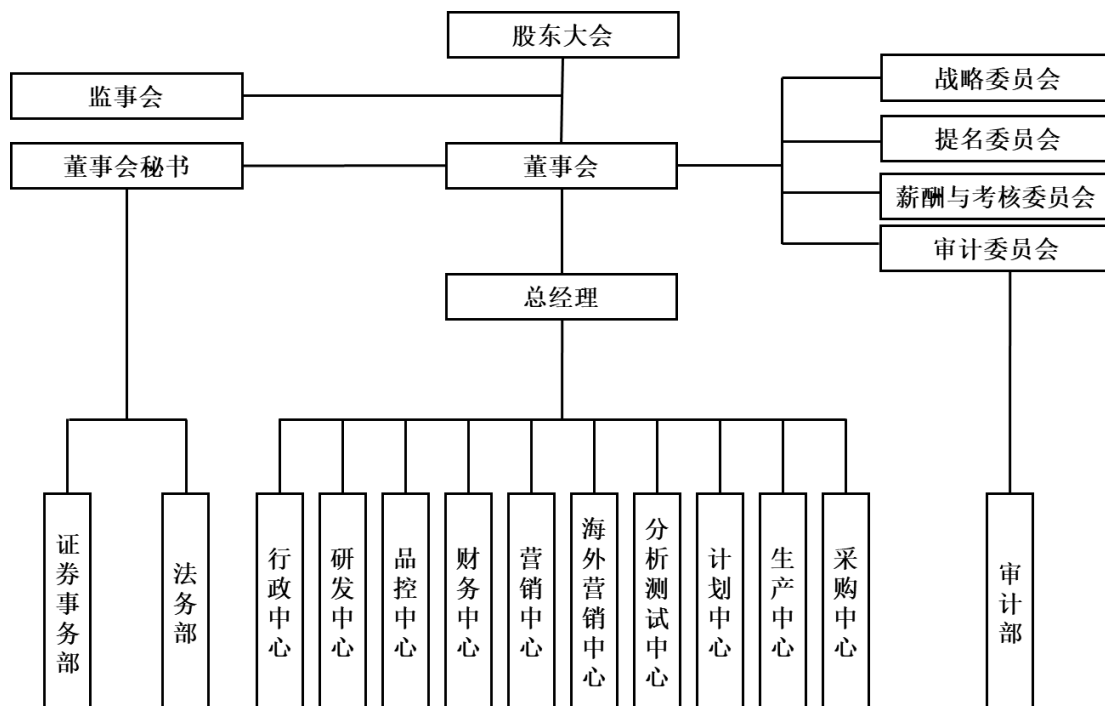 股东大会
监事会
战略委员会
提名委员会
董事会秘书
董事会
薪酬与考核委员会
审计委员会
总经理
证券事务部
法务部
行政中心
研发中心
品控中心
财务中心
营销中心
海外营销中心
分析测试中心
计划中心
生产中心
采购中心
审计部